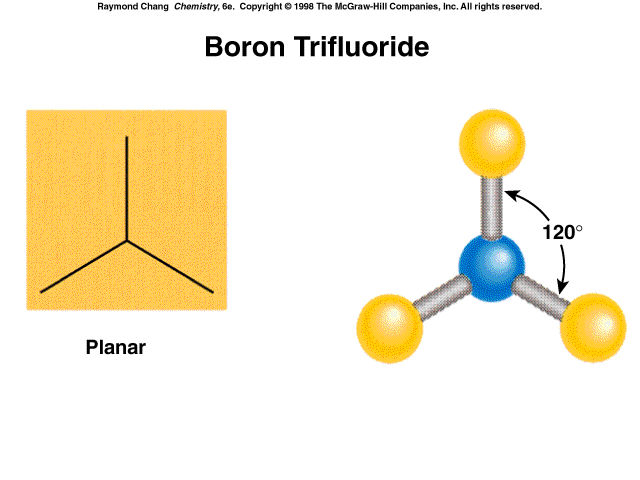 Raymond Chang Chemistry, 6e. Copyright © 1998 The McGraw-Hill Companies, Inc. All rights reserved.
Boron Trifluoride
120°
Planar